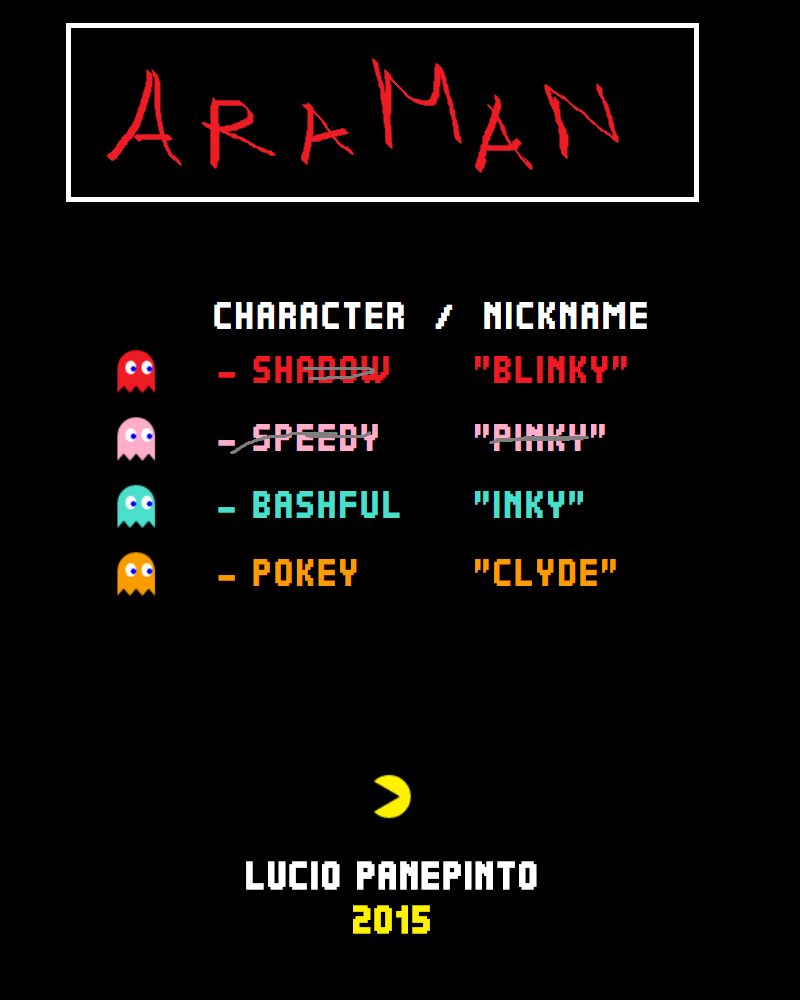 ARAMAN
CHARACTER / NICKNAME
- SHADOW "BLINKY"
- SPEEDY "PINKY"
- BASHFUL "INKY"
- POKEY "CLYDE"
LUCIO PANEPINTO
2015